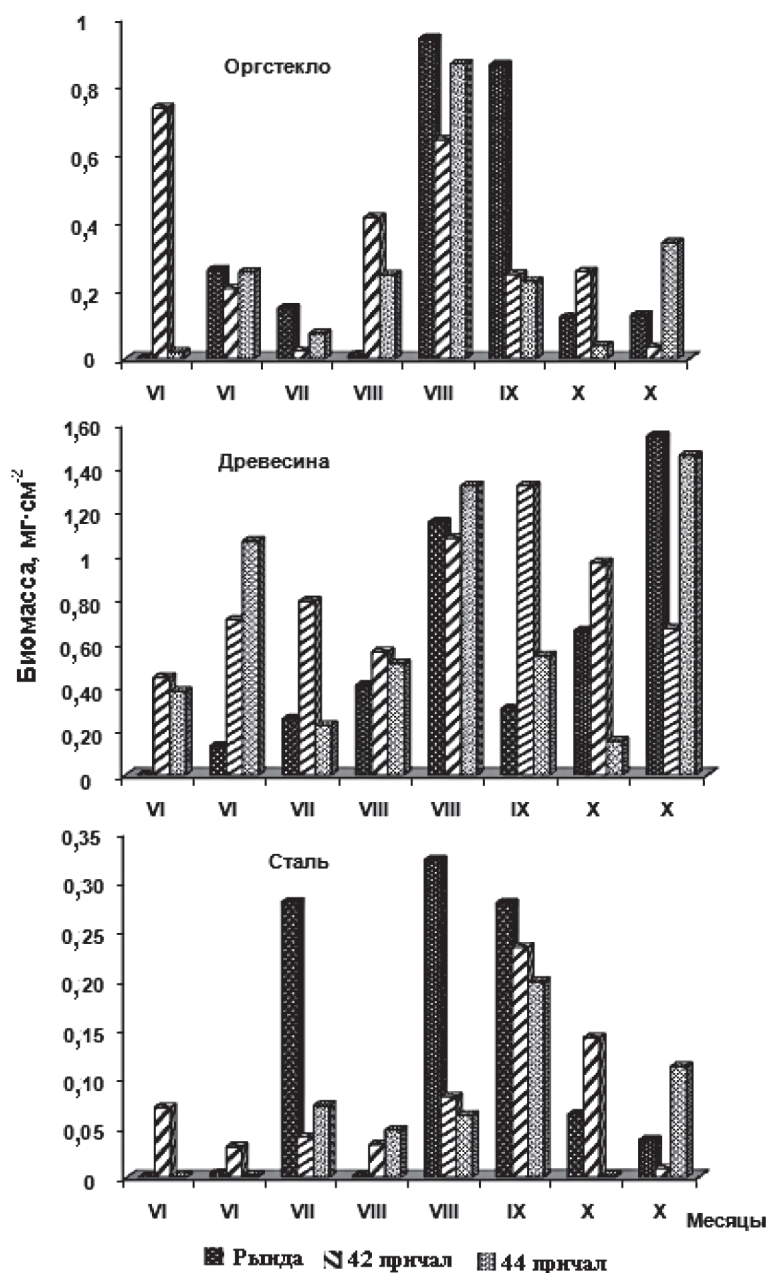 1
Оргстекло
0,8
0,6
0,4
0,2
0
VI VI VII VIII VIII IX X X
1,60
Древесина
1,40
1,20
1
0,80
0,60
0,40
0,20
0
VI VI VII VIII VIII IX X X
Биомасса, мг·см-2
0,35
Сталь
0,30
0,25
0,20
0,15
0,10
0,05
0
VI VI VII VIII VIII IX X X Месяцы
Рында 42 причал 44 причал